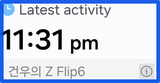 Latest activity
11:31 pm
건우의 Z Flip6